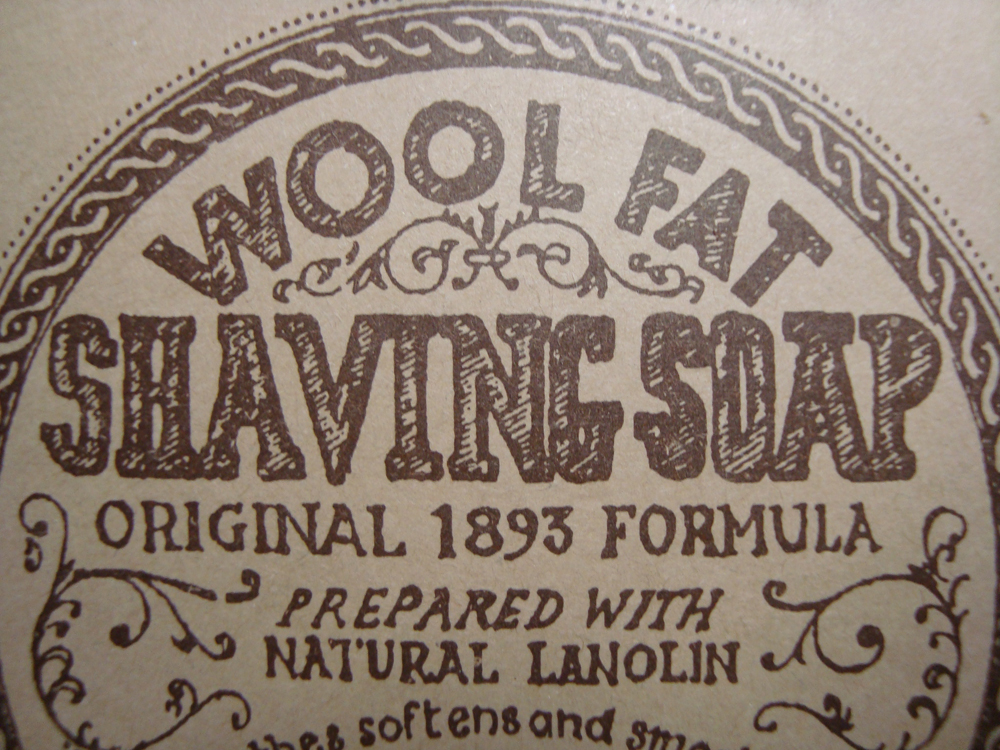 WOOL FAT
SHAVING SOAP
ORIGINAL 1893 FORMULA
PREPARED WITH
NATURAL LANOLIN
softens and